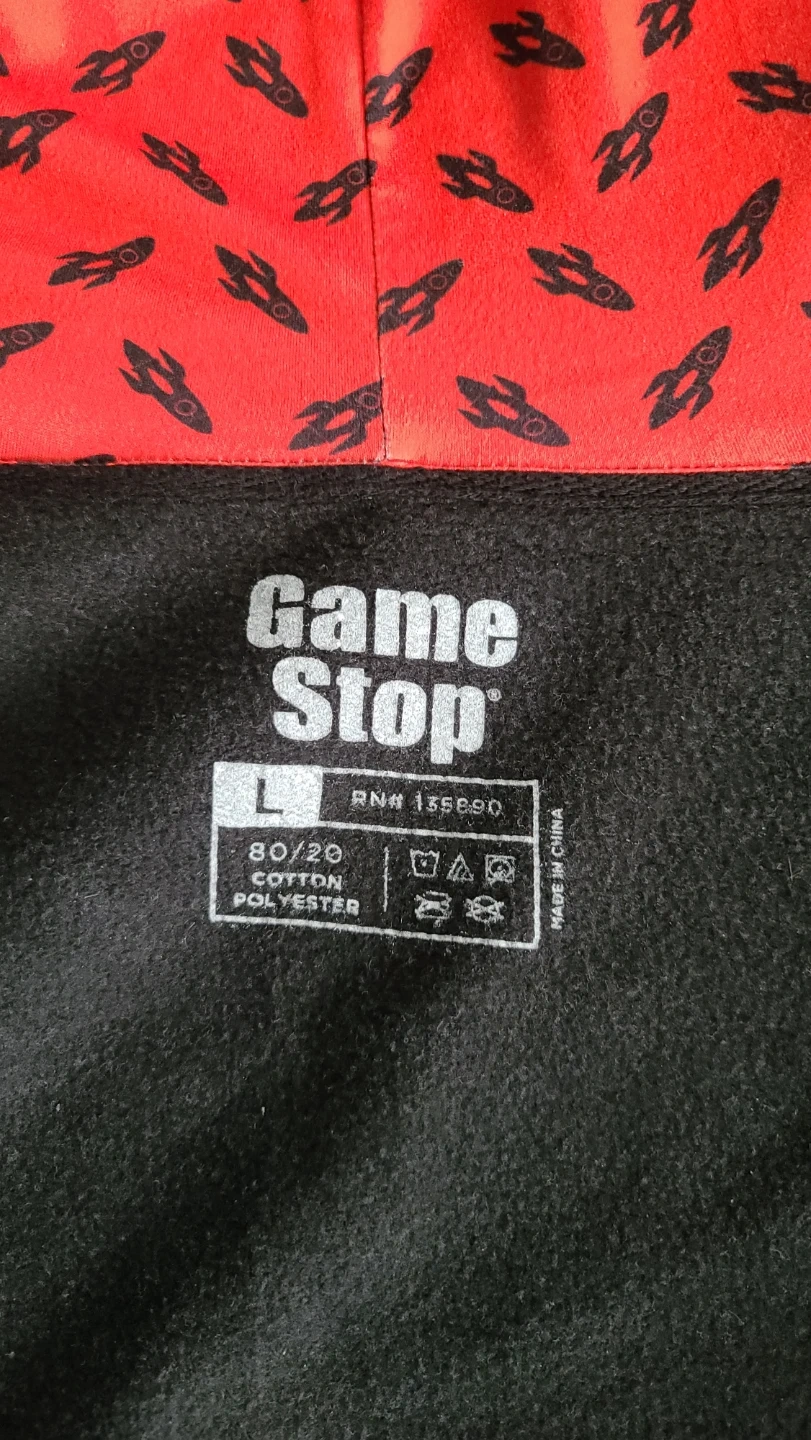 Game
Stop®
L
RN# 135890
80/20
COTTON
POLYESTER
MADE IN CHINA